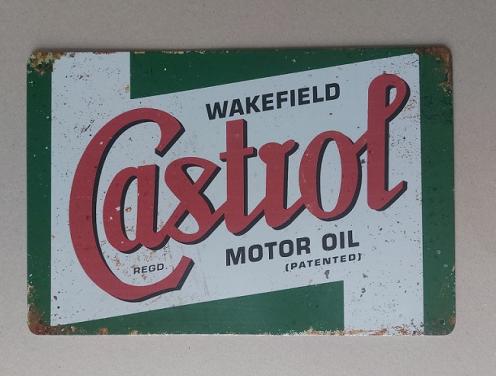 WAKEFIELD
Castrol
REGD.
MOTOR OIL
(PATENTED)